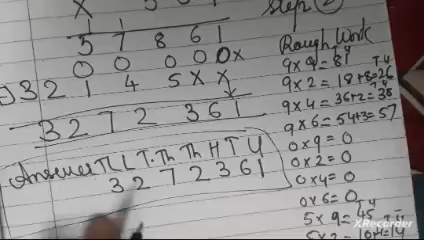 Step 2
5 7 8 6 1
0 0 0 0 0 x
3 2 1 4 5 x x
3 2 7 2 3 6 1
Answer TL L T.Th Th H T U
3 2 7 2 3 6 1
Rough Work
9 x 9 = 81
9 x 2 = 18+8=26
9 x 4 = 36+2=38
9 x 6 = 54+3=57
0 x 9 = 0
0 x 2 = 0
0 x 4 = 0
0 x 6 = 0
5 x 9 = 45
XRecorder